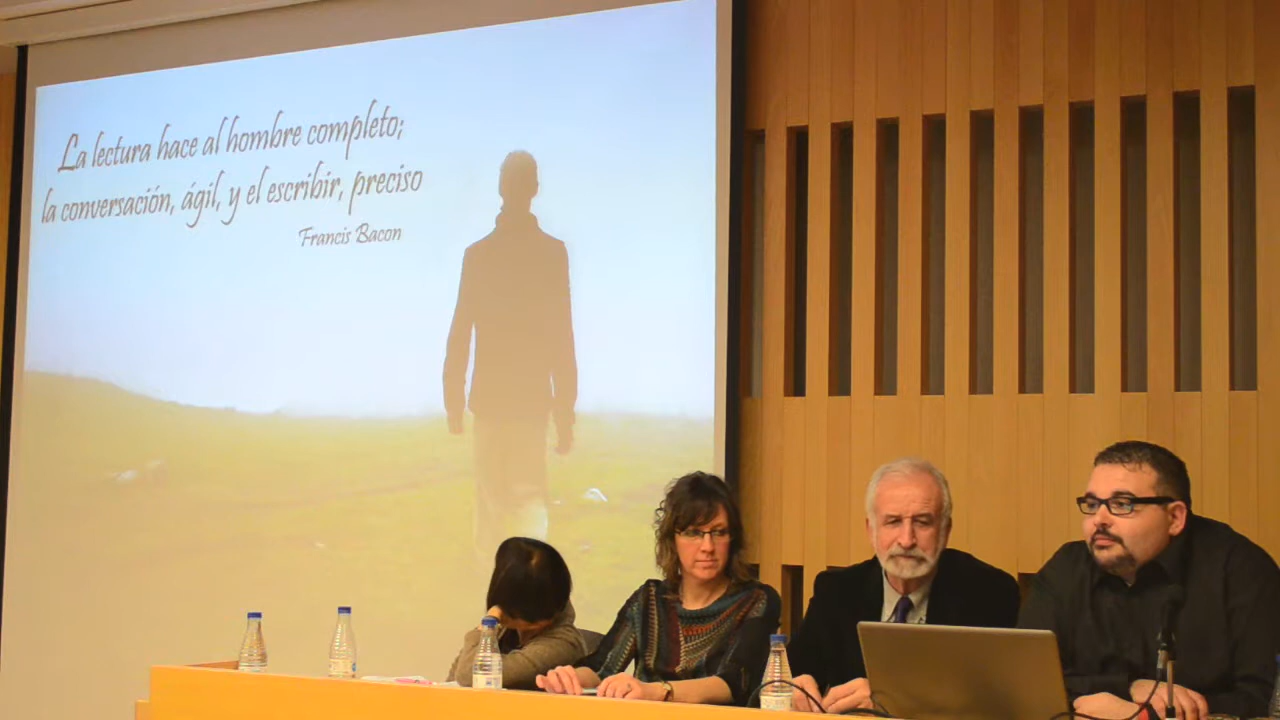 La lectura hace al hombre completo;
la conversación, ágil, y el escribir, preciso
Francis Bacon